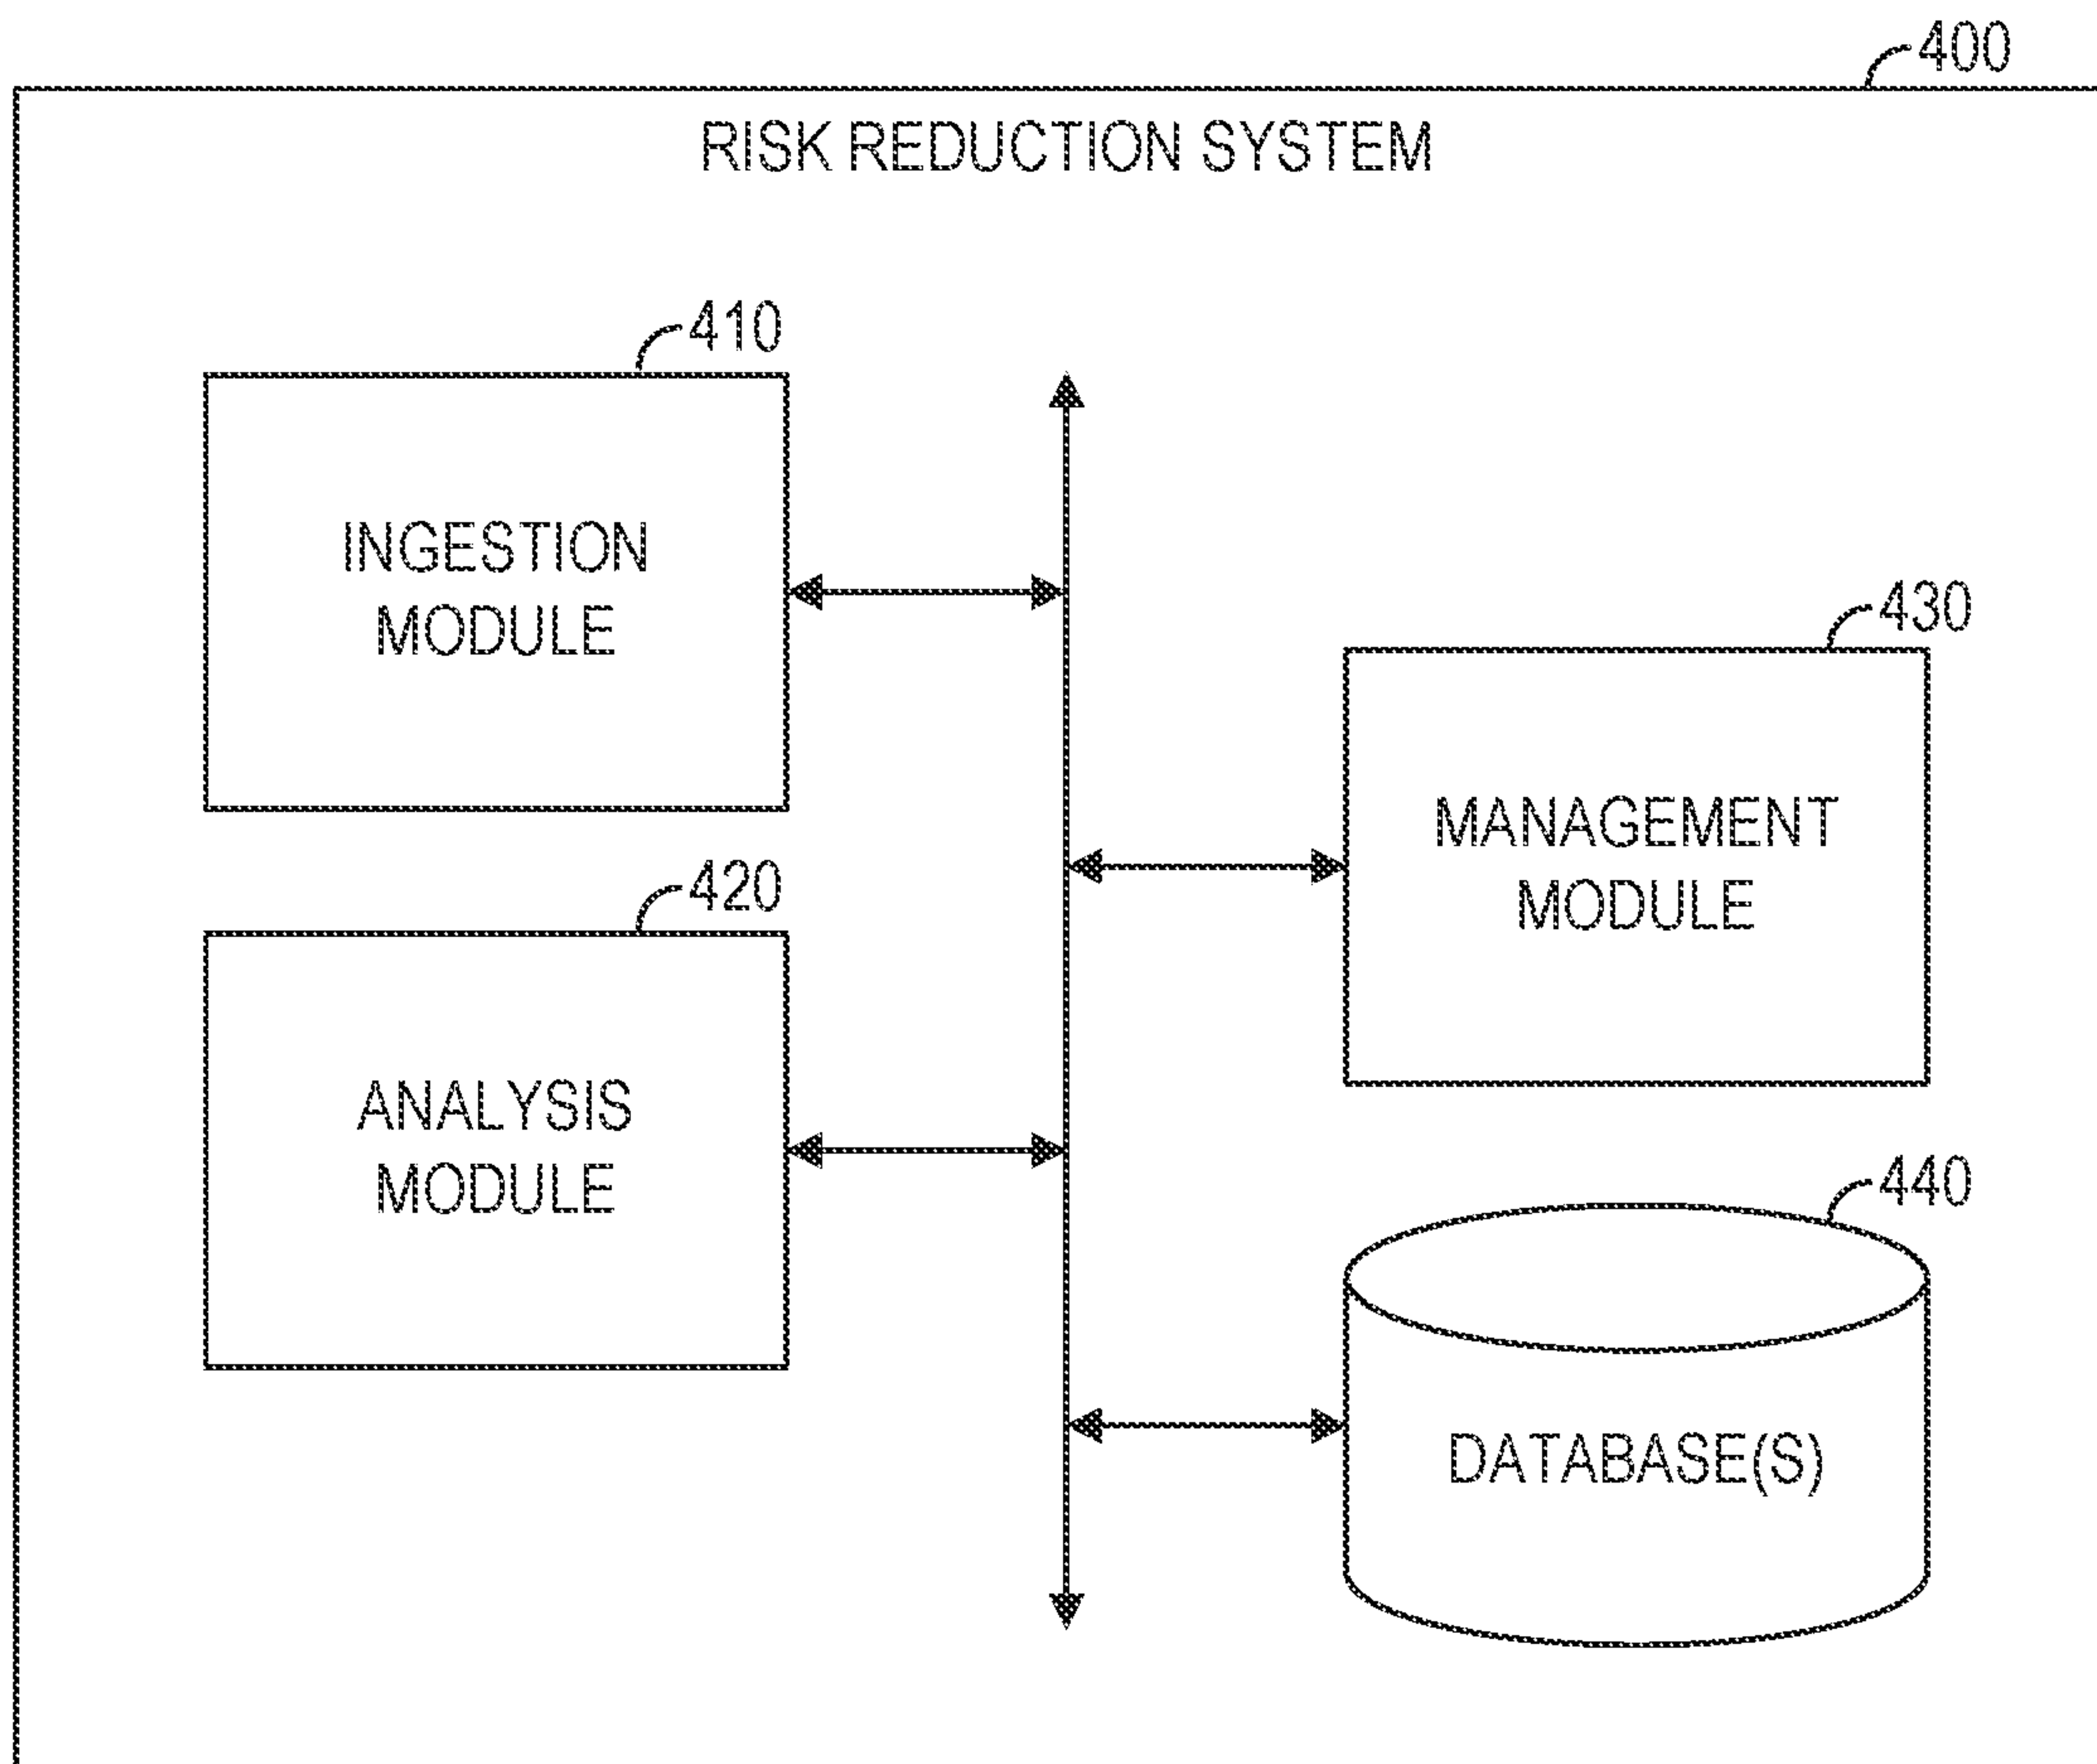 400
RISK REDUCTION SYSTEM
410
INGESTION
MODULE
430
MANAGEMENT
MODULE
420
ANALYSIS
MODULE
440
DATABASE(S)